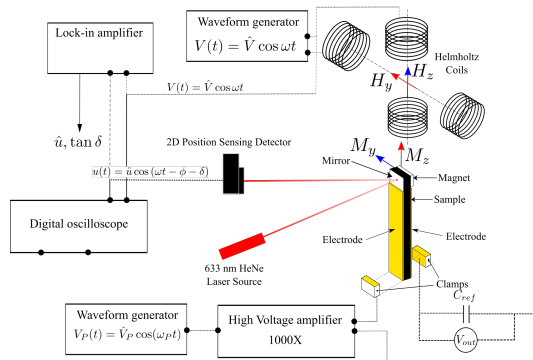 Waveform generator
V(t) = V̂ cos ωt
Lock-in amplifier
Helmholtz
Coils
H_y
H_z
V(t) = V̂ cos ωt
û, tan δ
2D Position Sensing Detector
M_y
M_z
Mirror
Magnet
Sample
u(t) = û cos (ωt − ϕ − δ)
Digital oscilloscope
Electrode
Electrode
633 nm HeNe
Laser Source
Clamps
C_ref
V_out
Waveform generator
V_P(t) = V̂_P cos(ω_P t)
High Voltage amplifier
1000X